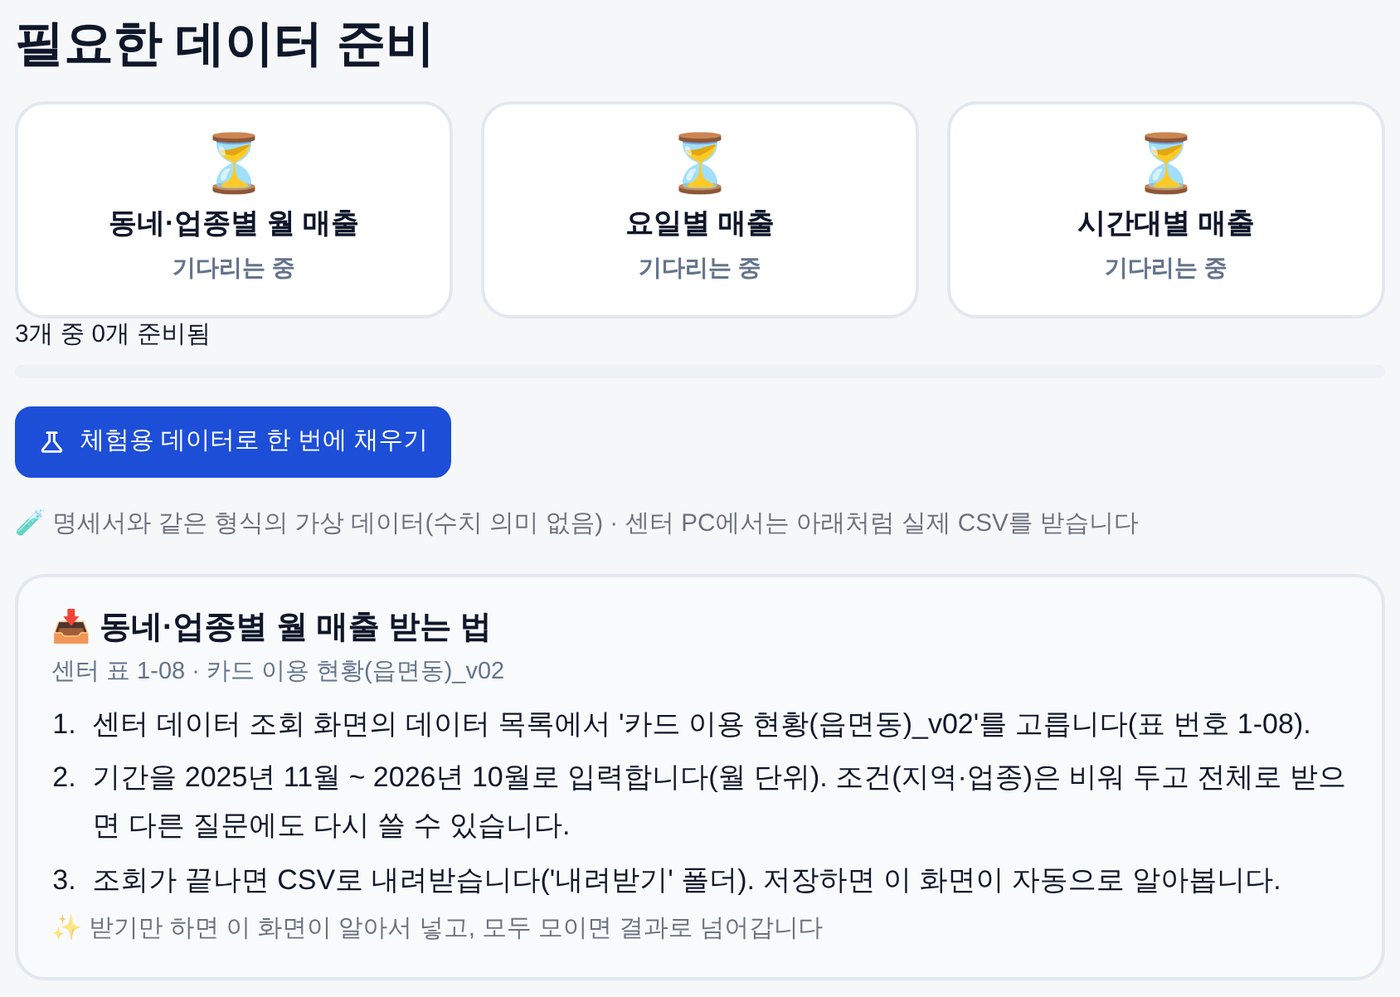 필요한 데이터 준비
동네·업종별 월 매출
기다리는 중
요일별 매출
기다리는 중
시간대별 매출
기다리는 중
3개 중 0개 준비됨
체험용 데이터로 한 번에 채우기
명세서와 같은 형식의 가상 데이터(수치 의미 없음) · 센터 PC에서는 아래처럼 실제 CSV를 받습니다
동네·업종별 월 매출 받는 법
센터 표 1-08 · 카드 이용 현황(읍면동)_v02
1. 센터 데이터 조회 화면의 데이터 목록에서 '카드 이용 현황(읍면동)_v02'를 고릅니다(표 번호 1-08).
2. 기간을 2025년 11월 ~ 2026년 10월로 입력합니다(월 단위). 조건(지역·업종)은 비워 두고 전체로 받으
면 다른 질문에도 다시 쓸 수 있습니다.
3. 조회가 끝나면 CSV로 내려받습니다('내려받기' 폴더). 저장하면 이 화면이 자동으로 알아봅니다.
받기만 하면 이 화면이 알아서 넣고, 모두 모이면 결과로 넘어갑니다